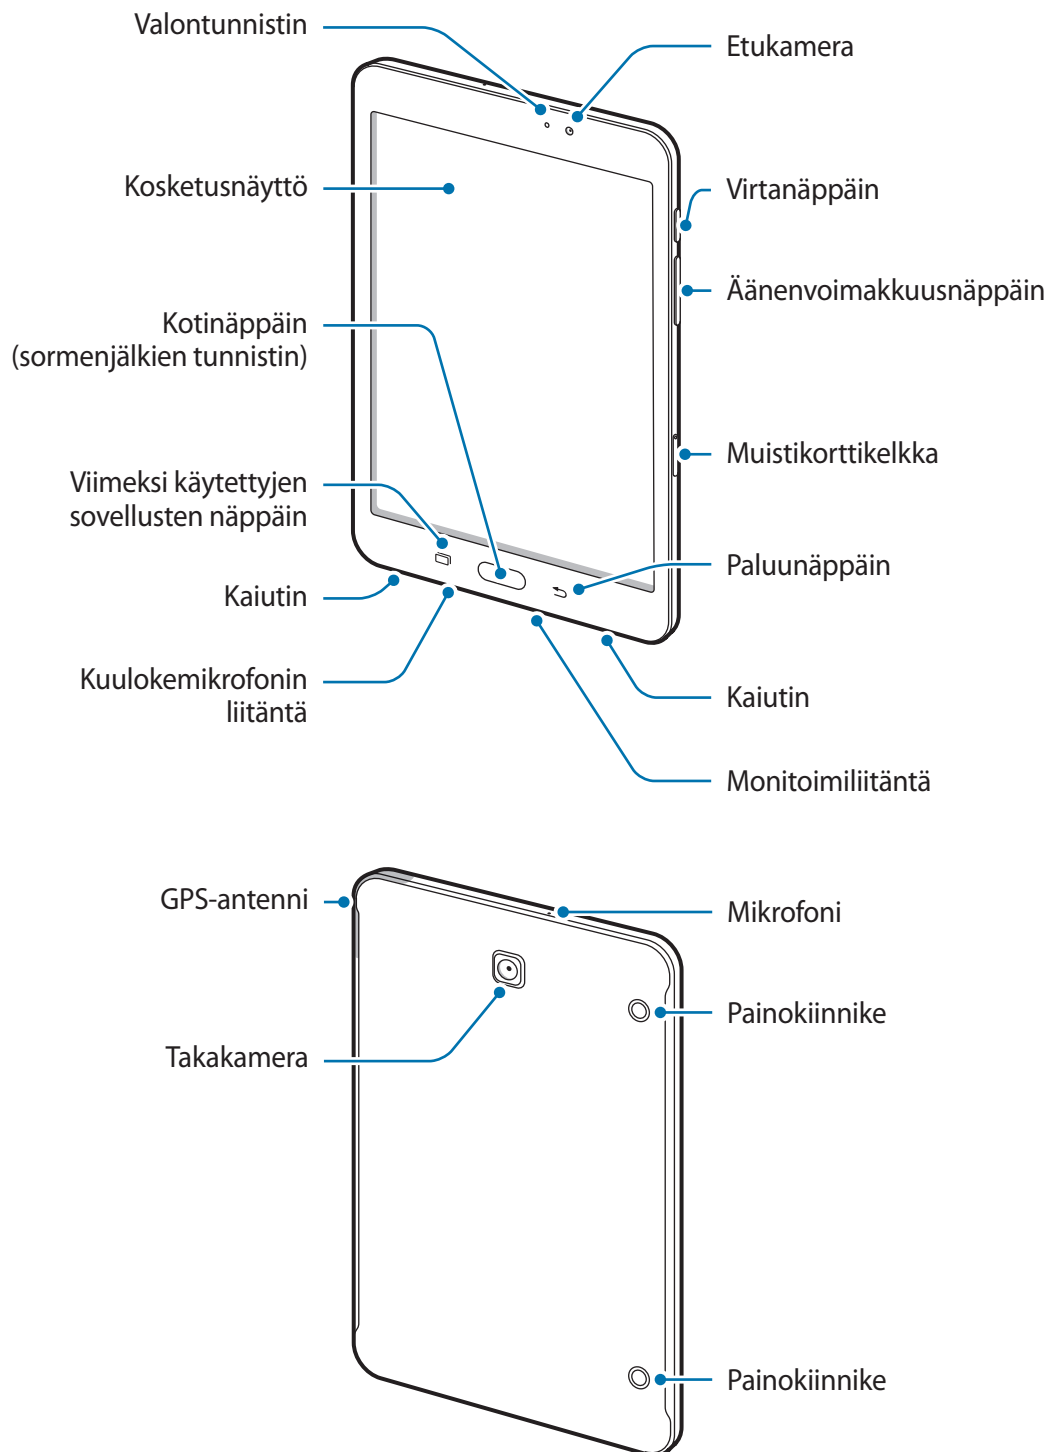 Valontunnistin
Etukamera
Kosketusnäyttö
Virtanäppäin
Äänenvoimakkuusnäppäin
Kotinäppäin
(sormenjälkien tunnistin)
Muistikorttikelkka
Viimeksi käytettyjen
sovellusten näppäin
Paluunäppäin
Kaiutin
Kuulokemikrofonin
liitäntä
Kaiutin
Monitoimiliitäntä
GPS-antenni
Mikrofoni
Painokiinnike
Takakamera
Painokiinnike